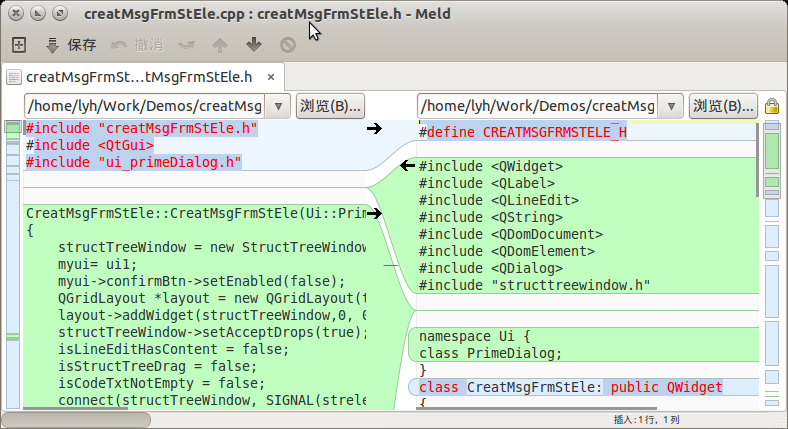 creatMsgFrmStEle.cpp : creatMsgFrmStEle.h - Meld
保存 撤消
creatMsgFrmSt...tMsgFrmStEle.h ×
/home/lyh/Work/Demos/creatMsg 浏览(B)...
/home/lyh/Work/Demos/creatMsg 浏览(B)...
#include "creatMsgFrmStEle.h"
#include <QtGui>
#include "ui_primeDialog.h"
CreatMsgFrmStEle::CreatMsgFrmStEle(Ui::Prim
{
structTreeWindow = new StructTreeWindow
myui= ui1;
myui->confirmBtn->setEnabled(false);
QGridLayout *layout = new QGridLayout(t
layout->addWidget(structTreeWindow,0, 0
structTreeWindow->setAcceptDrops(true);
isLineEditHasContent = false;
isStructTreeDrag = false;
isCodeTxtNotEmpty = false;
connect(structTreeWindow, SIGNAL(strele
#define CREATMSGFRMSTELE_H
#include <QWidget>
#include <QLabel>
#include <QLineEdit>
#include <QString>
#include <QDomDocument>
#include <QDomElement>
#include <QDialog>
#include "structtreewindow.h"
namespace Ui {
class PrimeDialog;
}
class CreatMsgFrmStEle: public QWidget
{
插入:1行, 1列